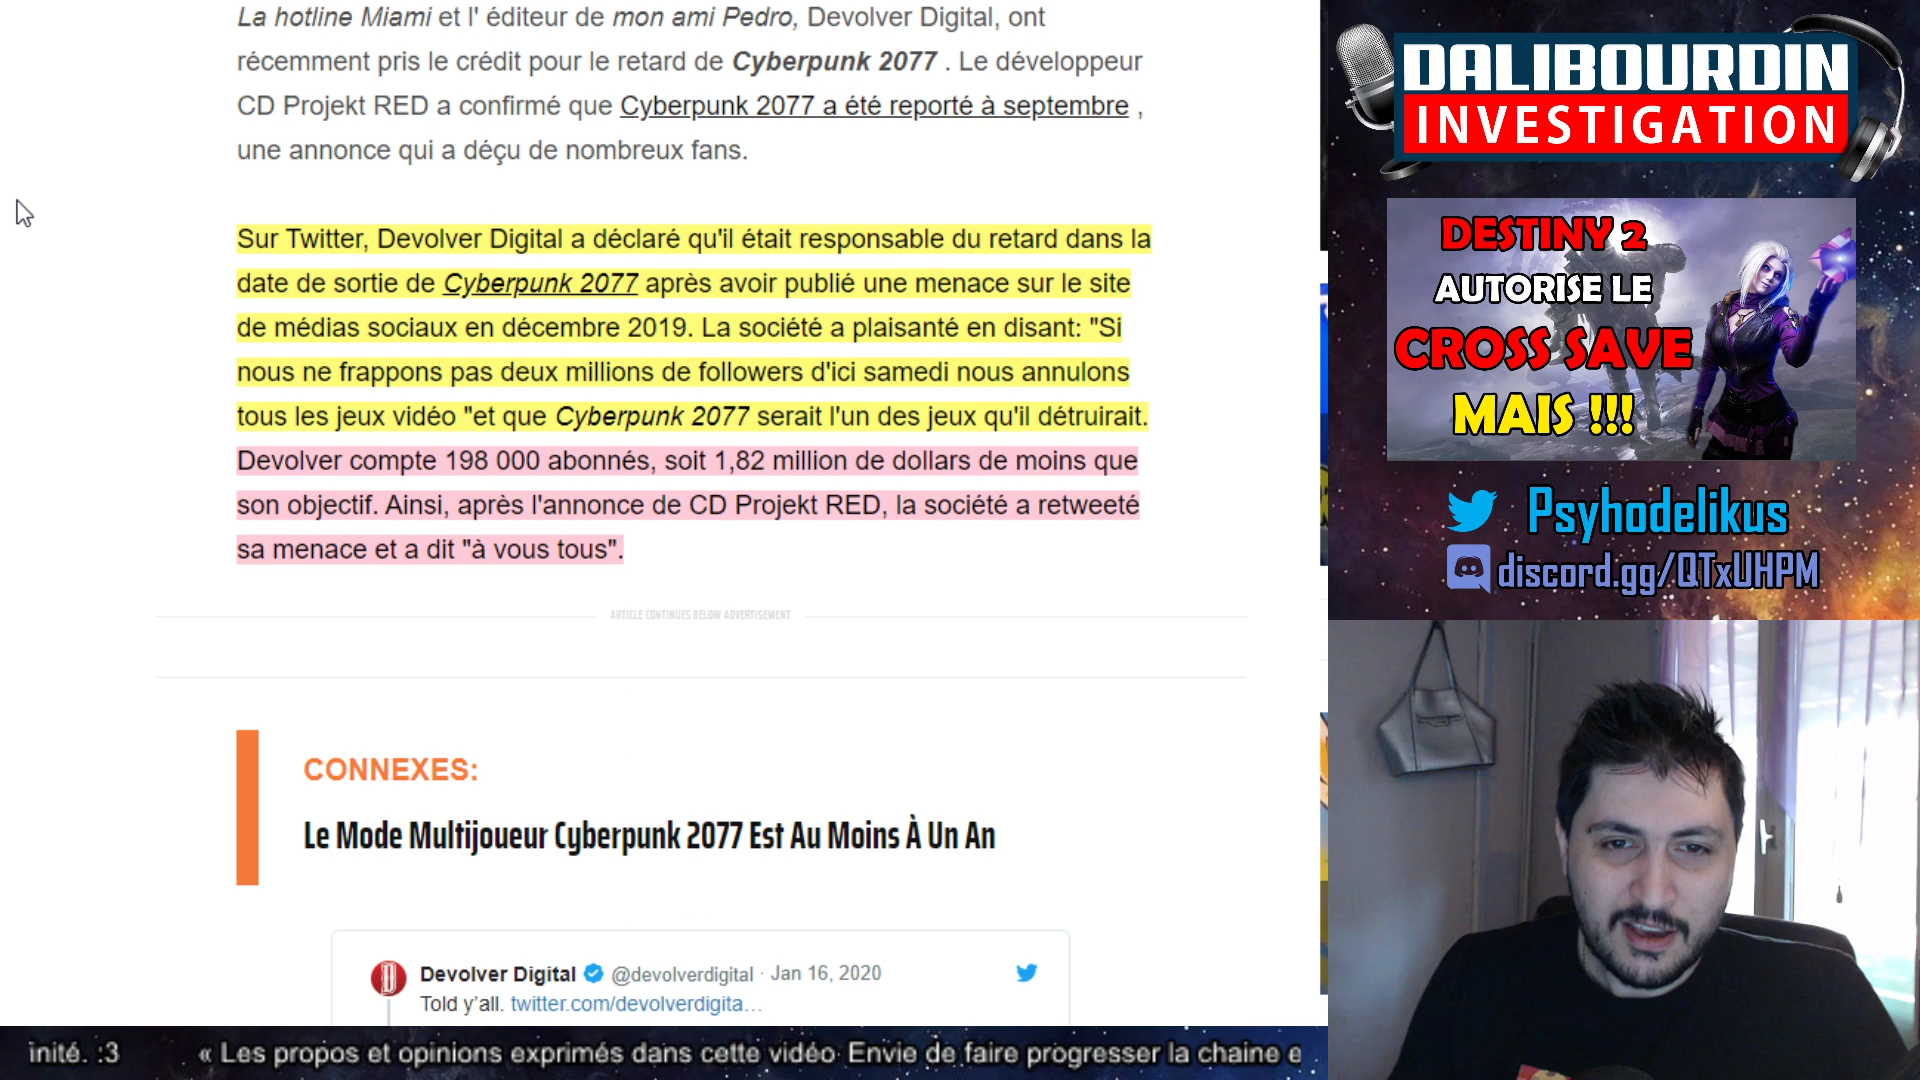 La hotline Miami et l' éditeur de mon ami Pedro, Devolver Digital, ont
récemment pris le crédit pour le retard de Cyberpunk 2077 . Le développeur
CD Projekt RED a confirmé que Cyberpunk 2077 a été reporté à septembre ,
une annonce qui a déçu de nombreux fans.
Sur Twitter, Devolver Digital a déclaré qu'il était responsable du retard dans la
date de sortie de Cyberpunk 2077 après avoir publié une menace sur le site
de médias sociaux en décembre 2019. La société a plaisanté en disant: "Si
nous ne frappons pas deux millions de followers d'ici samedi nous annulons
tous les jeux vidéo "et que Cyberpunk 2077 serait l'un des jeux qu'il détruirait.
Devolver compte 198 000 abonnés, soit 1,82 million de dollars de moins que
son objectif. Ainsi, après l'annonce de CD Projekt RED, la société a retweeté
sa menace et a dit "à vous tous".
ARTICLE CONTINUES BELOW ADVERTISEMENT
CONNEXES:
Le Mode Multijoueur Cyberpunk 2077 Est Au Moins À Un An
Devolver Digital @devolverdigital · Jan 16, 2020
Told y'all. twitter.com/devolverdigita…
inité. :3 « Les propos et opinions exprimés dans cette vidéo Envie de faire progresser la chaine e
DALIBOURDIN
INVESTIGATION
DESTINY 2
AUTORISE LE
CROSS SAVE
MAIS !!!
Psyhodelikus
discord.gg/QTxUHPM